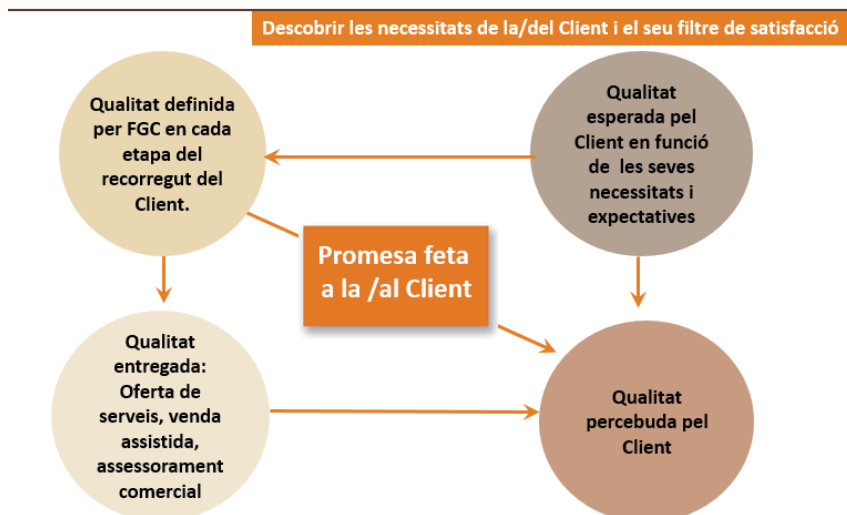 Descobrir les necessitats de la/del Client i el seu filtre de satisfacció
Qualitat definida
per FGC en cada
etapa del
recorregut del
Client.
Qualitat
esperada pel
Client en funció
de les seves
necessitats i
expectatives
Promesa feta
a la /al Client
Qualitat
entregada:
Oferta de
serveis, venda
assistida,
assessorament
comercial
Qualitat
percebuda pel
Client